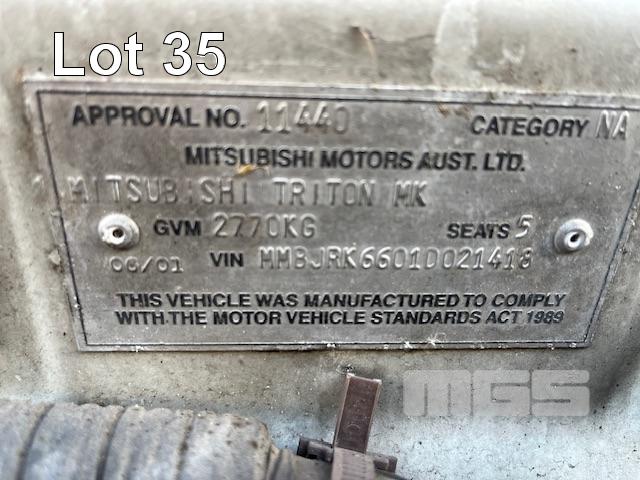 Lot 35
APPROVAL NO. 11440 CATEGORY NA
MITSUBISHI MOTORS AUST. LTD.
MITSUBISHI TRITON MK
GVM 2770KG SEATS 5
06/01 VIN MMBJRK6601D021418
THIS VEHICLE WAS MANUFACTURED TO COMPLY
WITH THE MOTOR VEHICLE STANDARDS ACT 1989
MGS